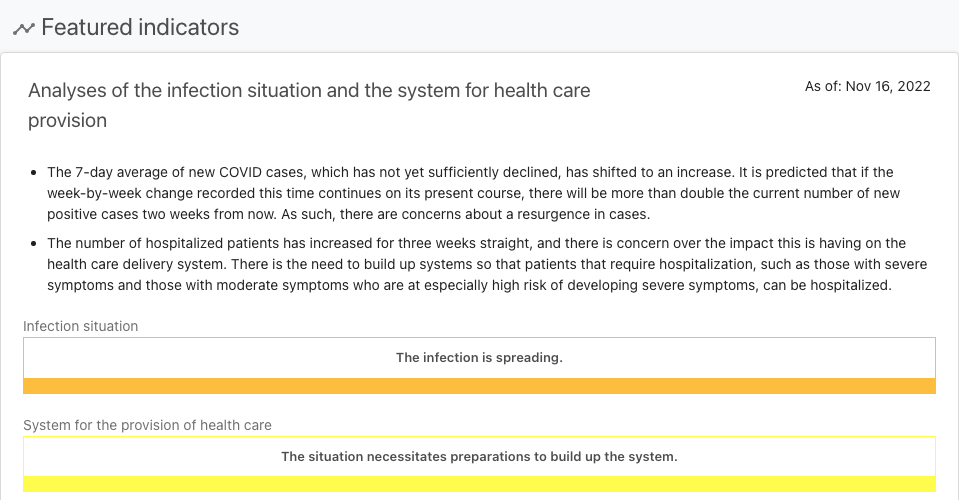 Featured indicators
Analyses of the infection situation and the system for health care
provision
As of: Nov 16, 2022
• The 7-day average of new COVID cases, which has not yet sufficiently declined, has shifted to an increase. It is predicted that if the
week-by-week change recorded this time continues on its present course, there will be more than double the current number of new
positive cases two weeks from now. As such, there are concerns about a resurgence in cases.
• The number of hospitalized patients has increased for three weeks straight, and there is concern over the impact this is having on the
health care delivery system. There is the need to build up systems so that patients that require hospitalization, such as those with severe
symptoms and those with moderate symptoms who are at especially high risk of developing severe symptoms, can be hospitalized.
Infection situation
The infection is spreading.
System for the provision of health care
The situation necessitates preparations to build up the system.